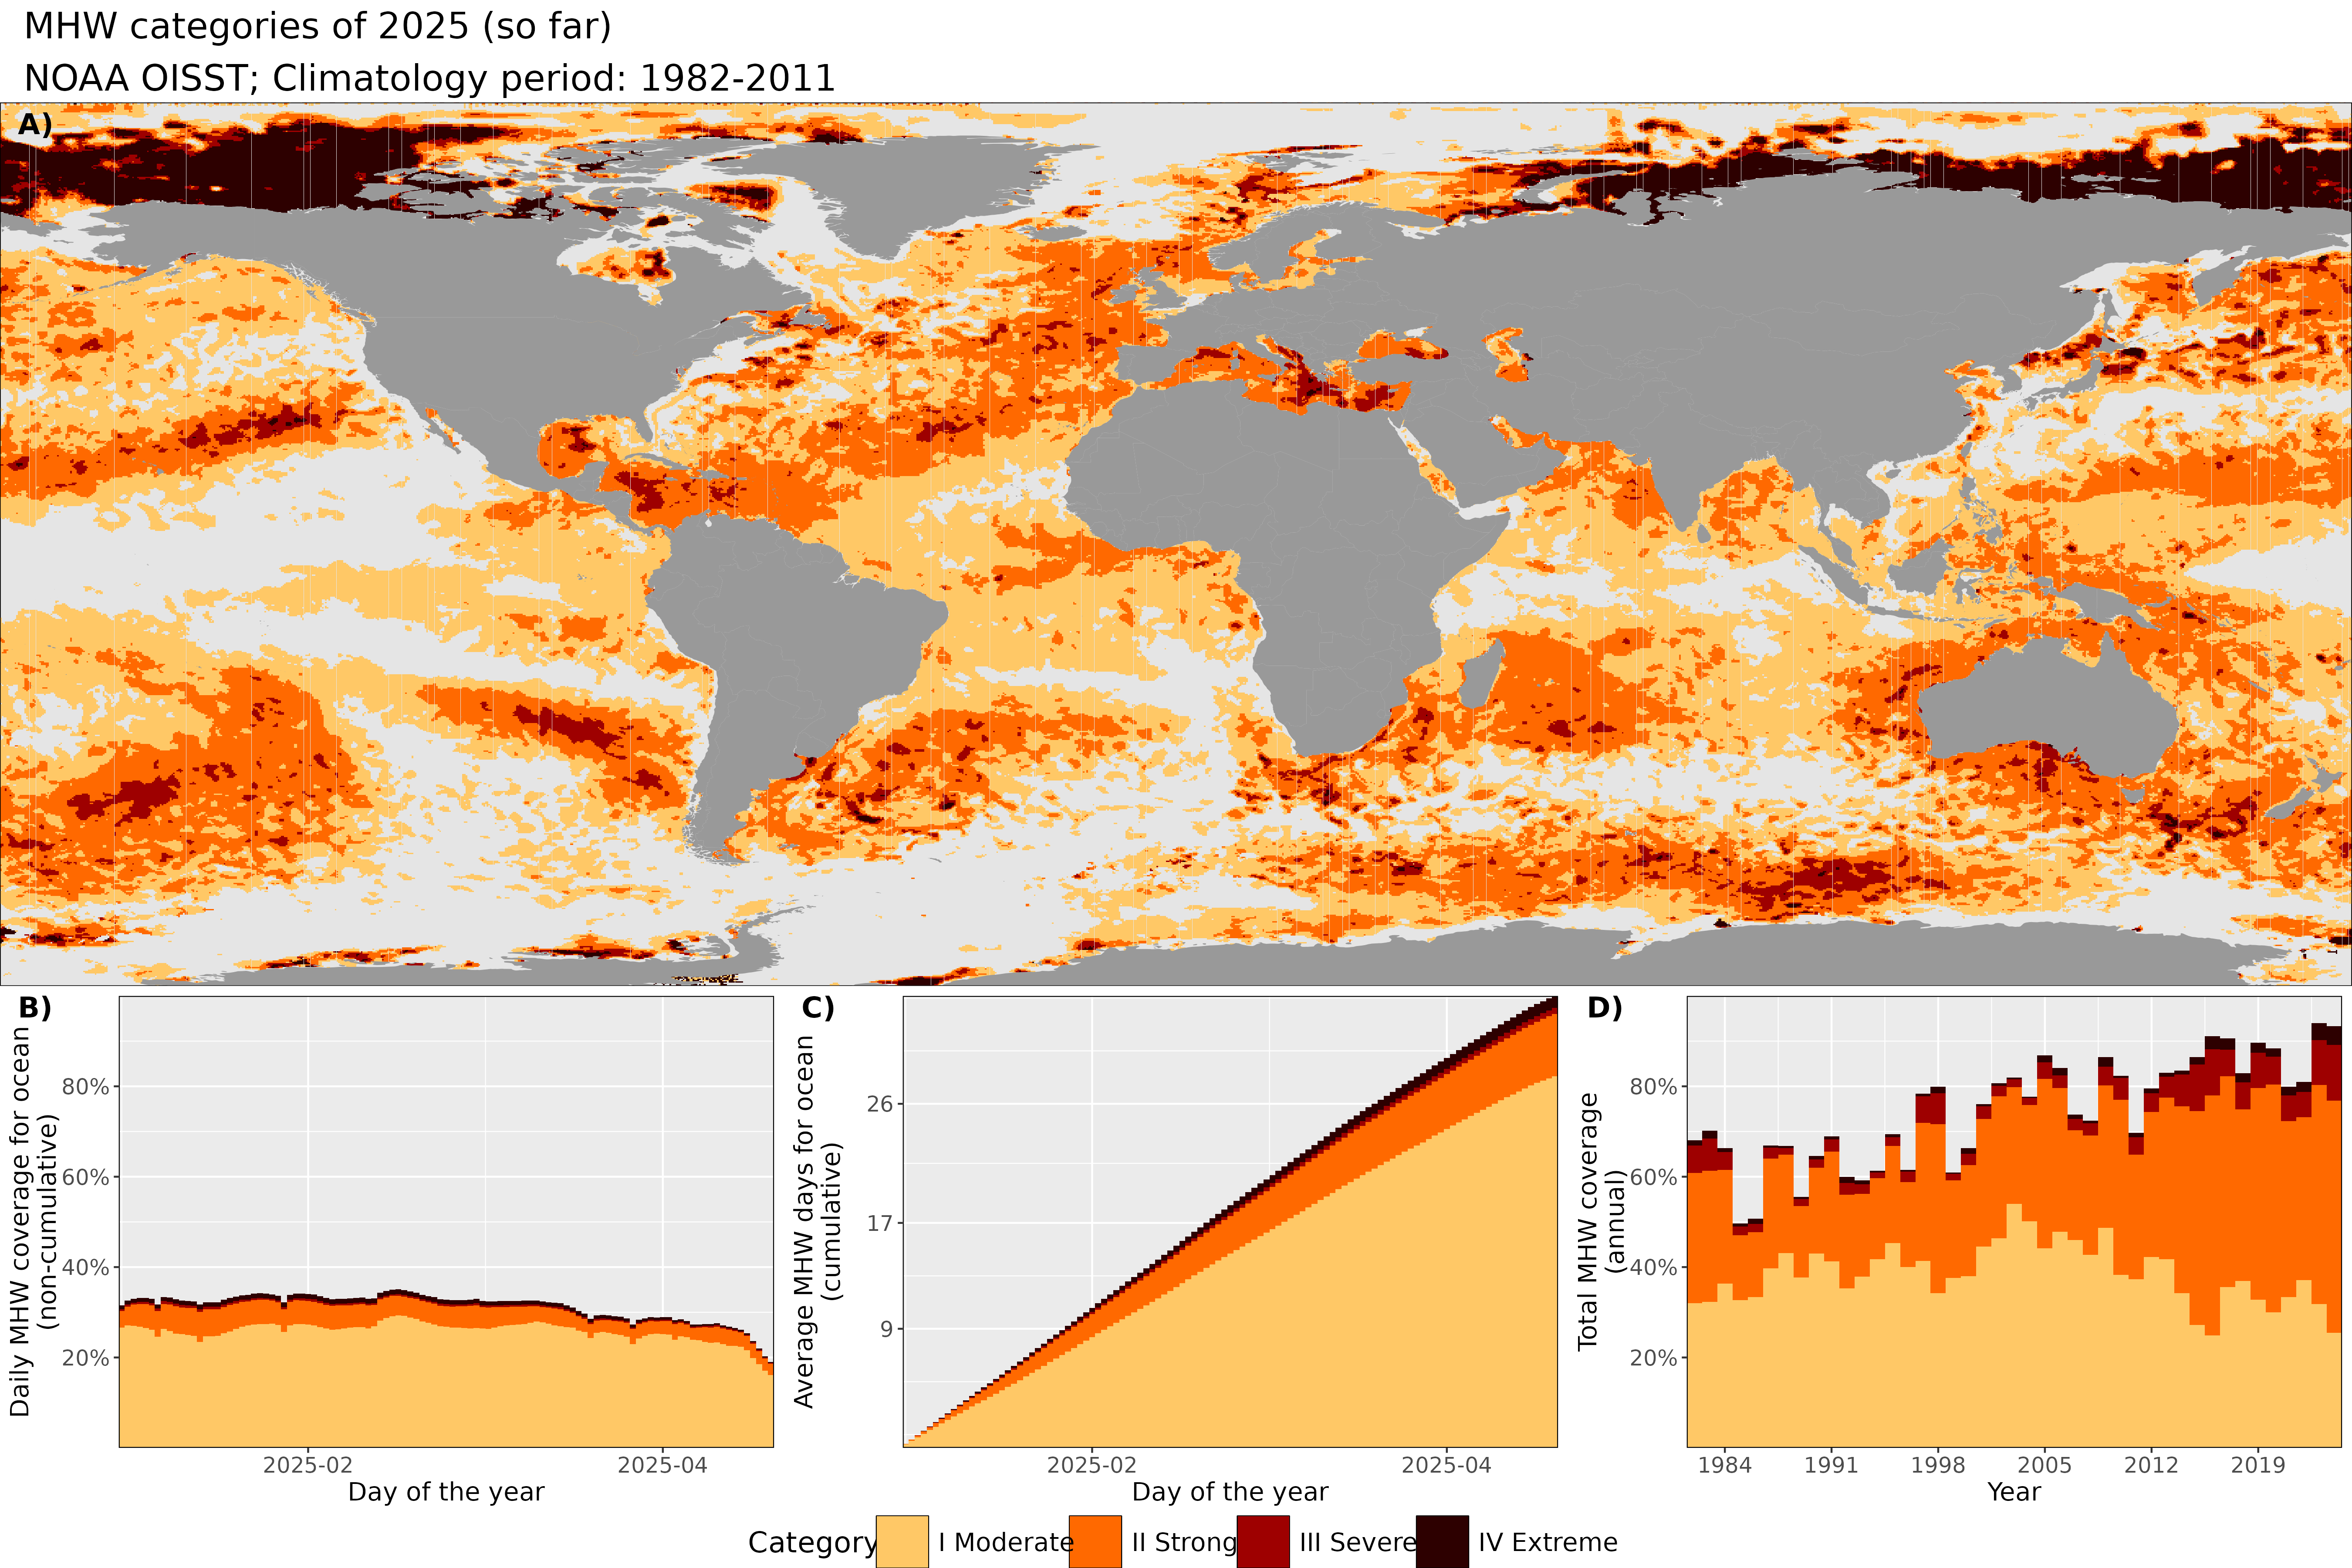 MHW categories of 2025 (so far)
NOAA OISST; Climatology period: 1982-2011
A)
B)
Daily MHW coverage for ocean
(non-cumulative)
80%
60%
40%
20%
2025-02
2025-04
Day of the year
C)
Average MHW days for ocean
(cumulative)
26
17
9
2025-02
2025-04
Day of the year
D)
Total MHW coverage
(annual)
80%
60%
40%
20%
1984
1991
1998
2005
2012
2019
Year
Category
I Moderate
II Strong
III Severe
IV Extreme